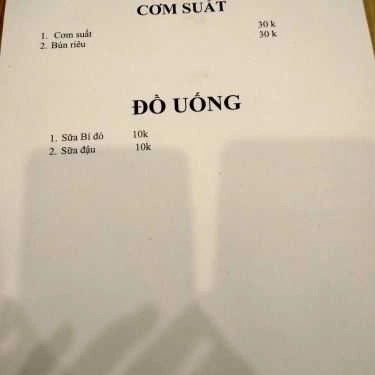 CƠM SUẤT
1. Cơm suất 30 k
2. Bún riêu 30 k
ĐỒ UỐNG
1. Sữa Bí đỏ 10k
2. Sữa đậu 10k